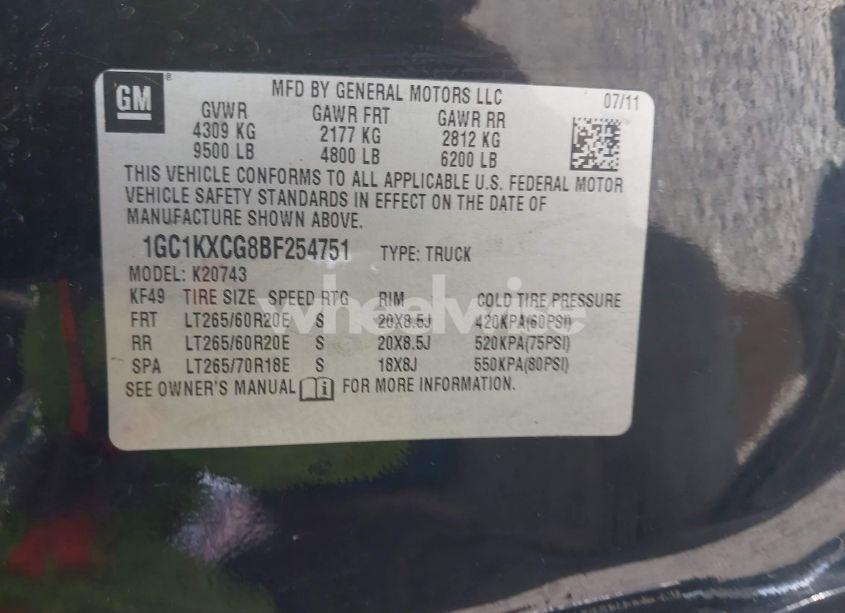 GM
MFD BY GENERAL MOTORS LLC
07/11
GVWR GAWR FRT GAWR RR
4309 KG 2177 KG 2812 KG
9500 LB 4800 LB 6200 LB
THIS VEHICLE CONFORMS TO ALL APPLICABLE U.S. FEDERAL MOTOR
VEHICLE SAFETY STANDARDS IN EFFECT ON THE DATE OF
MANUFACTURE SHOWN ABOVE.
1GC1KXCG8BF254751 TYPE: TRUCK
MODEL: K20743
KF49 TIRE SIZE SPEED RTG RIM COLD TIRE PRESSURE
FRT LT265/60R20E S 20X8.5J 420KPA(60PSI)
RR LT265/60R20E S 20X8.5J 520KPA(75PSI)
SPA LT265/70R18E S 18X8J 550KPA(80PSI)
SEE OWNER'S MANUAL FOR MORE INFORMATION.